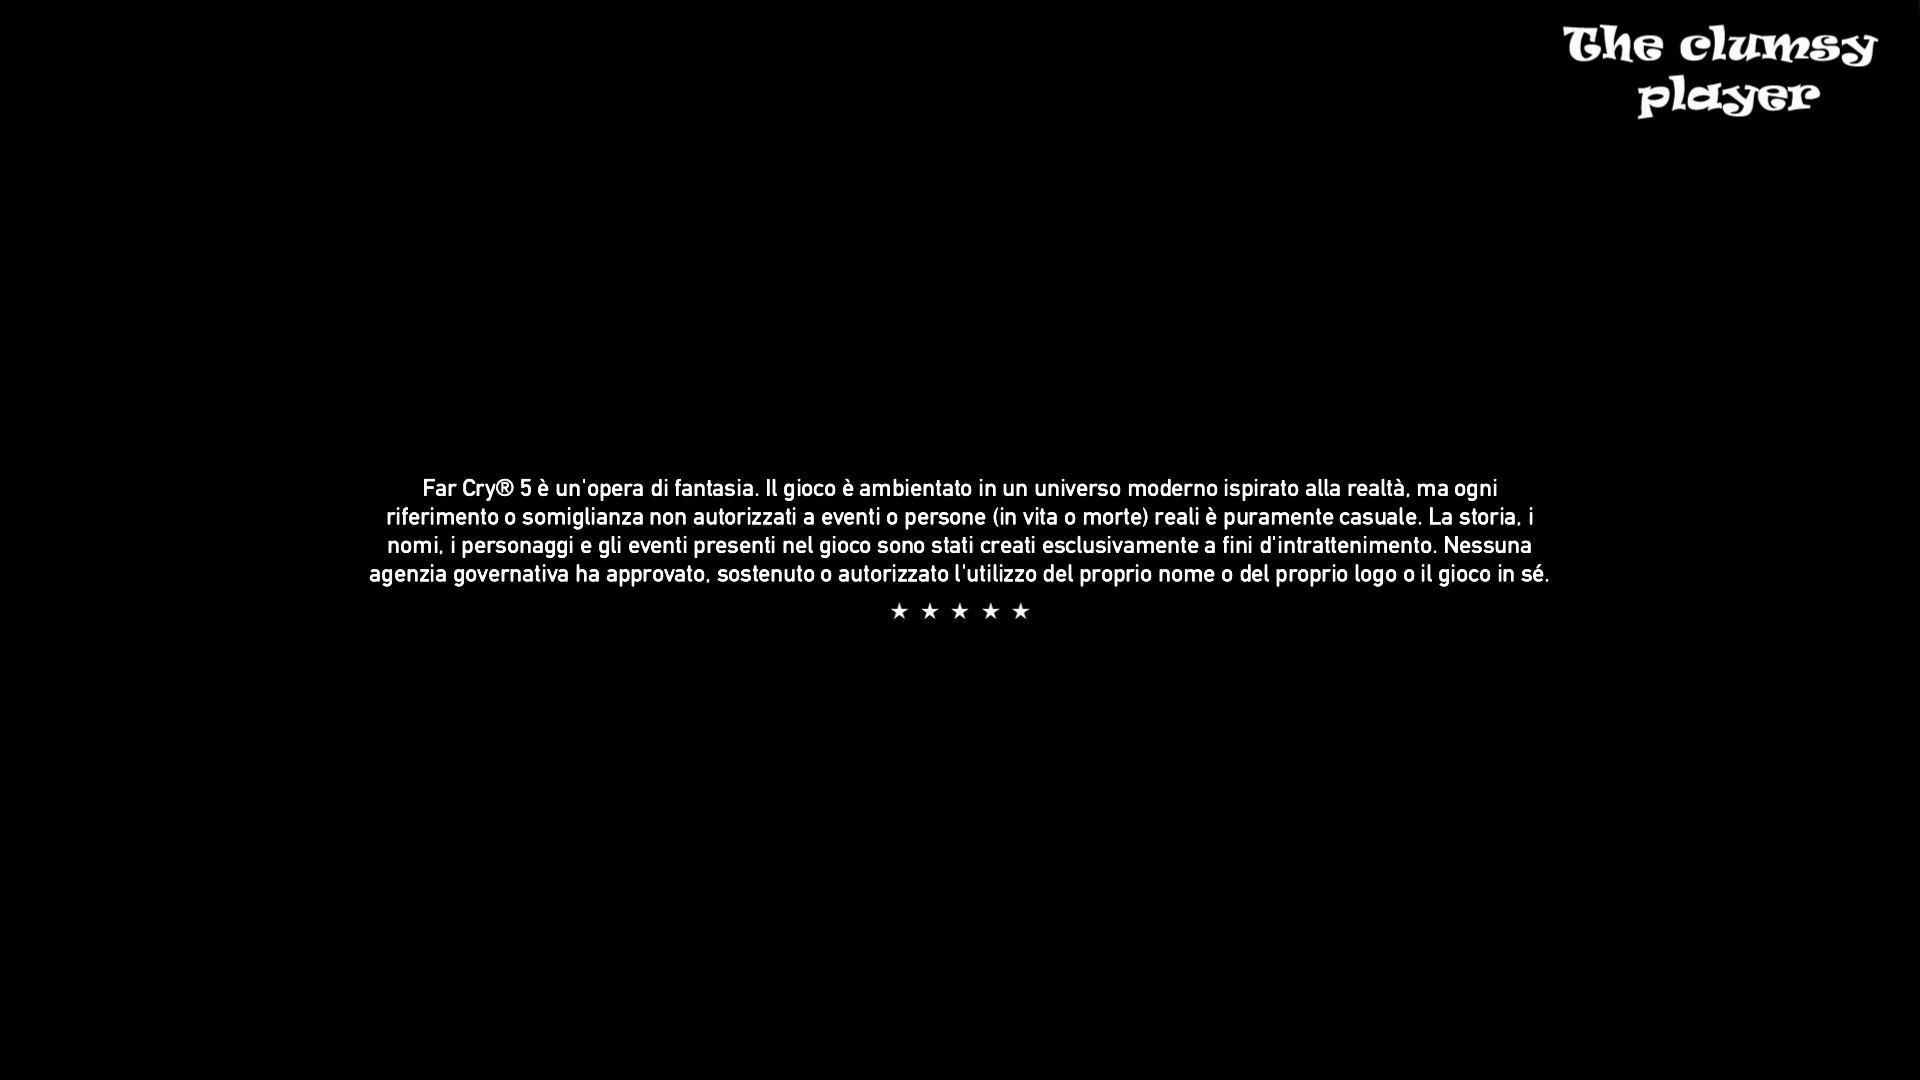 The clumsy
player
Far Cry® 5 è un'opera di fantasia. Il gioco è ambientato in un universo moderno ispirato alla realtà, ma ogni
riferimento o somiglianza non autorizzati a eventi o persone (in vita o morte) reali è puramente casuale. La storia, i
nomi, i personaggi e gli eventi presenti nel gioco sono stati creati esclusivamente a fini d'intrattenimento. Nessuna
agenzia governativa ha approvato, sostenuto o autorizzato l'utilizzo del proprio nome o del proprio logo o il gioco in sé.
★ ★ ★ ★ ★